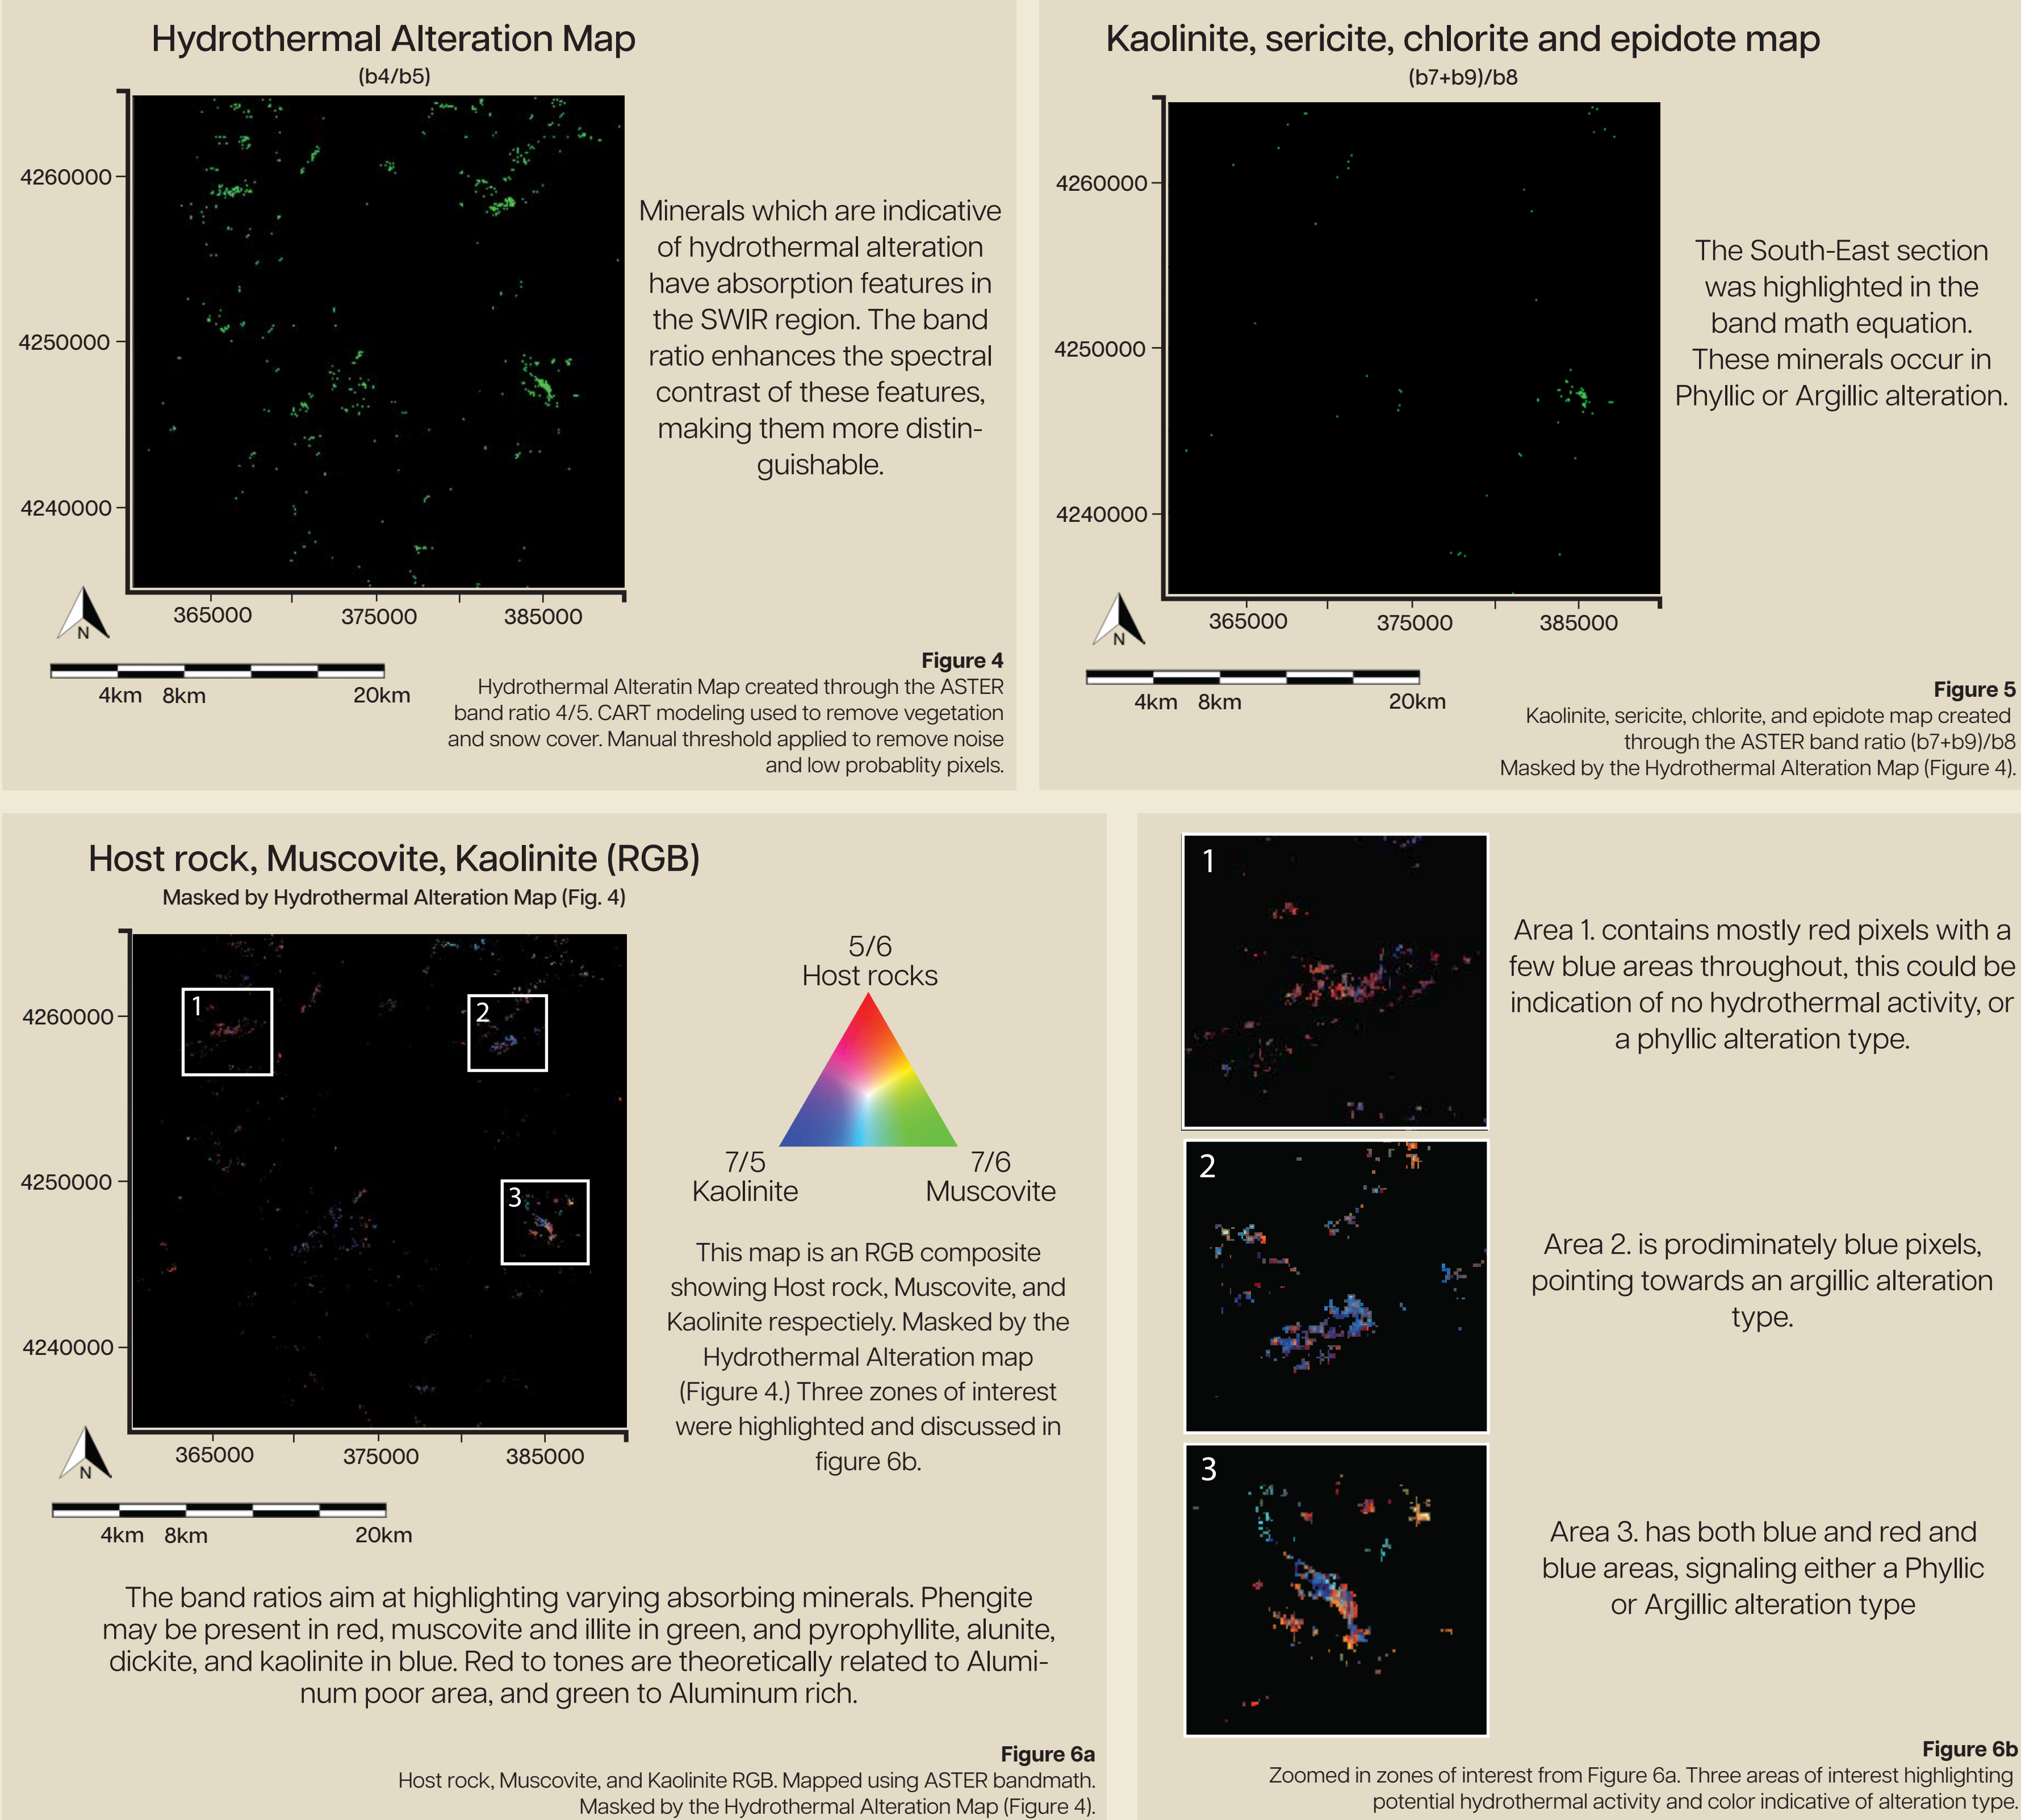 Hydrothermal Alteration Map
(b4/b5)
4260000
4250000
4240000
365000
375000
385000
N
4km
8km
20km
Minerals which are indicative
of hydrothermal alteration
have absorption features in
the SWIR region. The band
ratio enhances the spectral
contrast of these features,
making them more distin-
guishable.
Figure 4
Hydrothermal Alteratin Map created through the ASTER
band ratio 4/5. CART modeling used to remove vegetation
and snow cover. Manual threshold applied to remove noise
and low probablity pixels.
Kaolinite, sericite, chlorite and epidote map
(b7+b9)/b8
4260000
4250000
4240000
365000
375000
385000
N
4km
8km
20km
The South-East section
was highlighted in the
band math equation.
These minerals occur in
Phyllic or Argillic alteration.
Figure 5
Kaolinite, sericite, chlorite, and epidote map created
through the ASTER band ratio (b7+b9)/b8
Masked by the Hydrothermal Alteration Map (Figure 4).
Host rock, Muscovite, Kaolinite (RGB)
Masked by Hydrothermal Alteration Map (Fig. 4)
4260000
4250000
4240000
1
2
3
365000
375000
385000
N
4km
8km
20km
5/6
Host rocks
7/5
Kaolinite
7/6
Muscovite
This map is an RGB composite
showing Host rock, Muscovite, and
Kaolinite respectiely. Masked by the
Hydrothermal Alteration map
(Figure 4.) Three zones of interest
were highlighted and discussed in
figure 6b.
The band ratios aim at highlighting varying absorbing minerals. Phengite
may be present in red, muscovite and illite in green, and pyrophyllite, alunite,
dickite, and kaolinite in blue. Red to tones are theoretically related to Alumi-
num poor area, and green to Aluminum rich.
Figure 6a
Host rock, Muscovite, and Kaolinite RGB. Mapped using ASTER bandmath.
Masked by the Hydrothermal Alteration Map (Figure 4).
1
Area 1. contains mostly red pixels with a
few blue areas throughout, this could be
indication of no hydrothermal activity, or
a phyllic alteration type.
2
Area 2. is prodiminately blue pixels,
pointing towards an argillic alteration
type.
3
Area 3. has both blue and red and
blue areas, signaling either a Phyllic
or Argillic alteration type
Figure 6b
Zoomed in zones of interest from Figure 6a. Three areas of interest highlighting
potential hydrothermal activity and color indicative of alteration type.